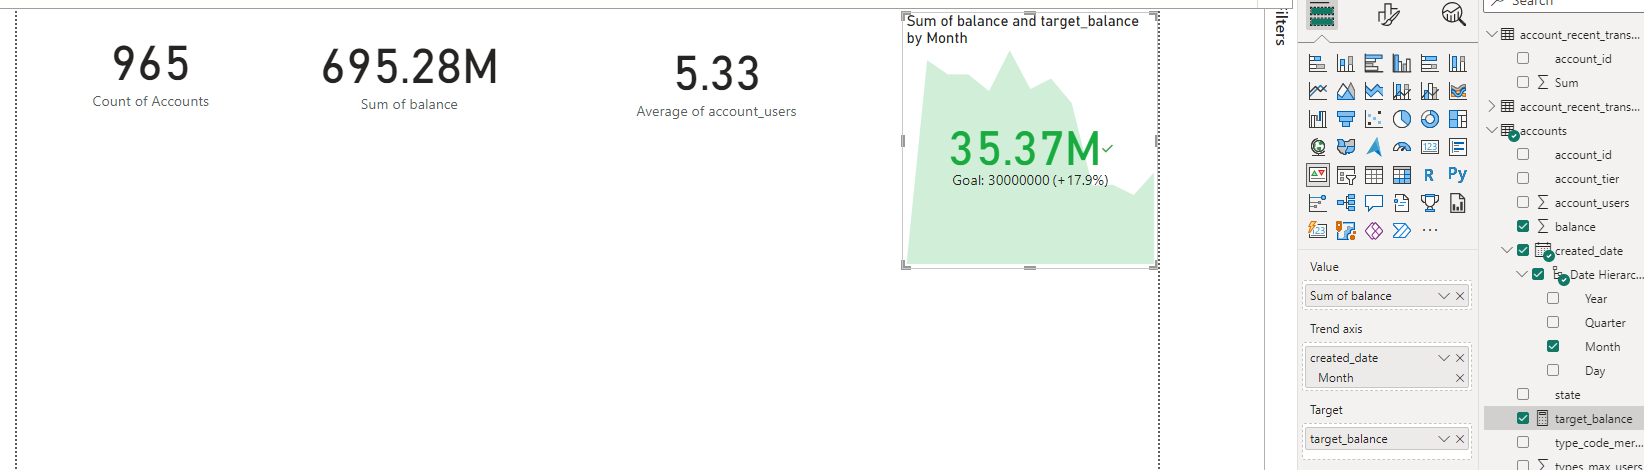 965
Count of Accounts
695.28M
Sum of balance
5.33
Average of account_users
Sum of balance and target_balance
by Month
35.37M
Goal: 30000000 (+17.9%)
Filters
123
R
Py
123
...
Value
Sum of balance
Trend axis
created_date
Month
Target
target_balance
Search
account_recent_trans...
account_id
Sum
account_recent_trans...
accounts
account_id
account_tier
account_users
balance
created_date
Date Hierarc...
Year
Quarter
Month
Day
state
target_balance
type_code_mer...
types_max_users